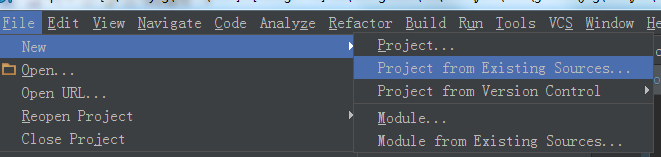 File Edit View Navigate Code Analyze Refactor Build Run Tools VCS Window
New
Project...
Open...
Project from Existing Sources...
Open URL...
Project from Version Control
Reopen Project
Module...
Close Project
Module from Existing Sources...